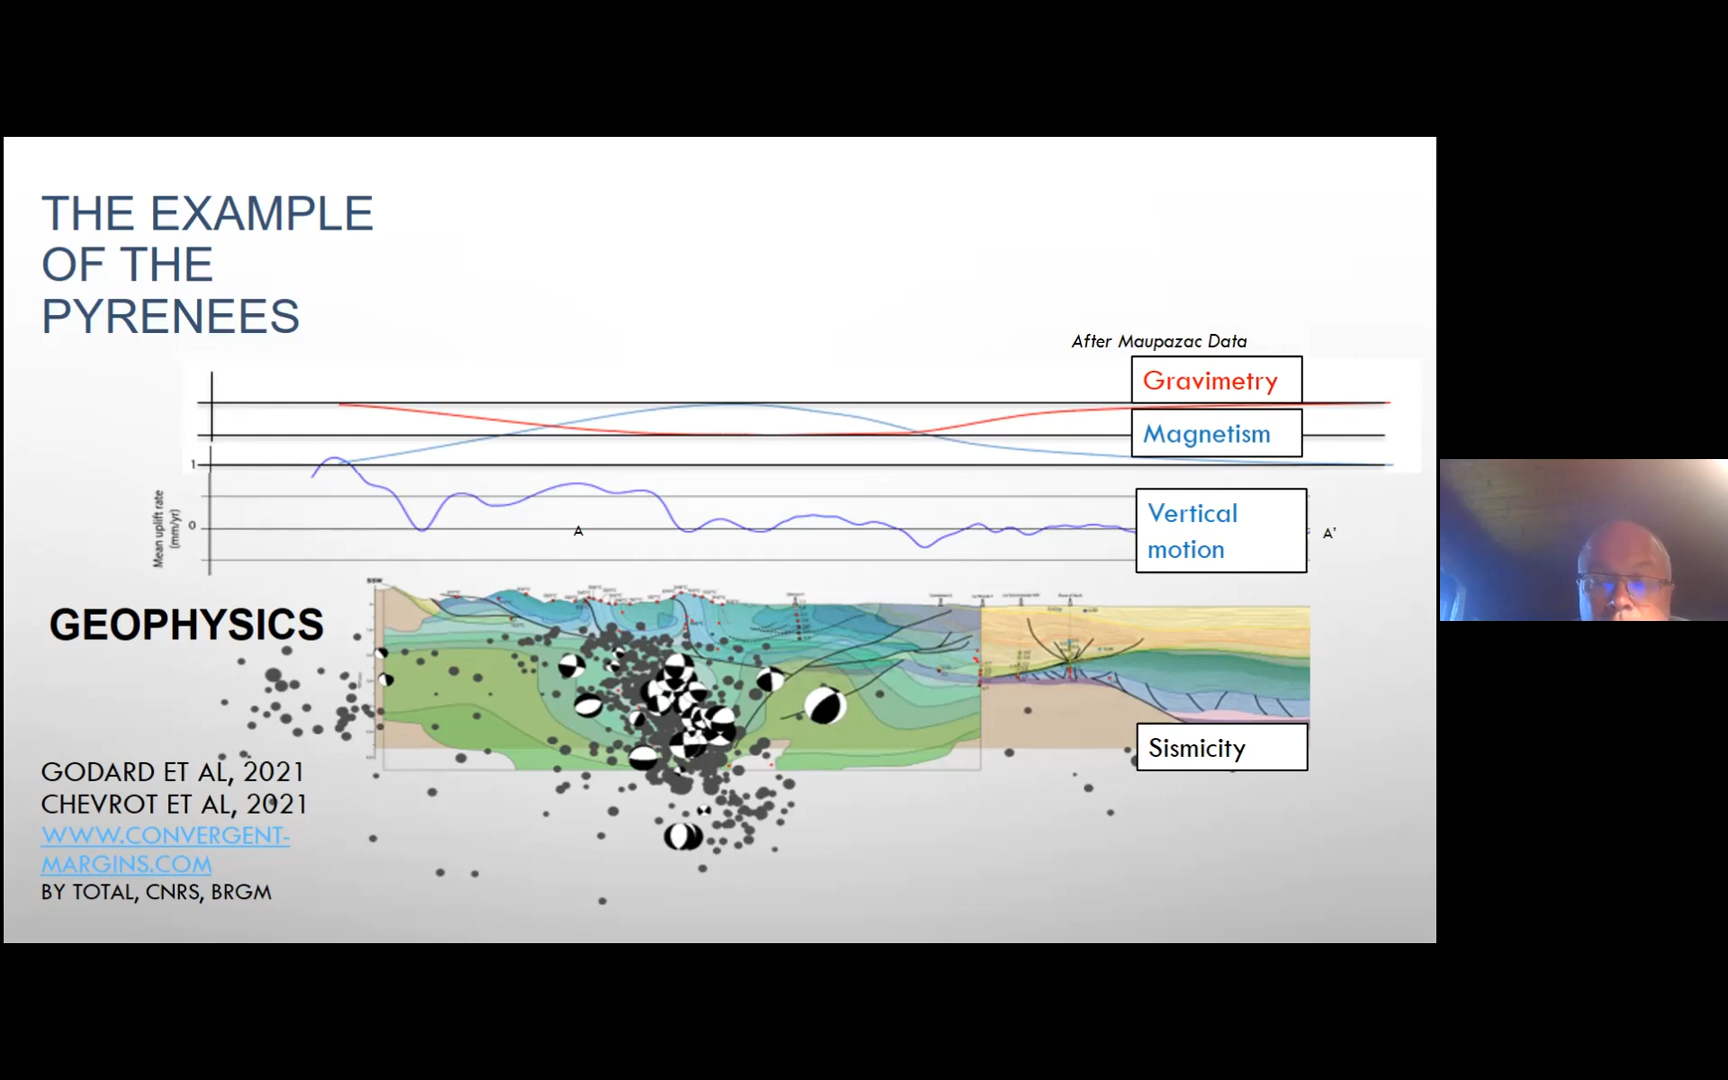 THE EXAMPLE
OF THE
PYRENEES
After Maupazac Data
Gravimetry
Magnetism
1
Mean uplift rate
(mm/yr)
0
Vertical
motion
A
A'
SSW
GEOPHYSICS
Sismicity
GODARD ET AL, 2021
CHEVROT ET AL, 2021
WWW.CONVERGENT-
MARGINS.COM
BY TOTAL, CNRS, BRGM